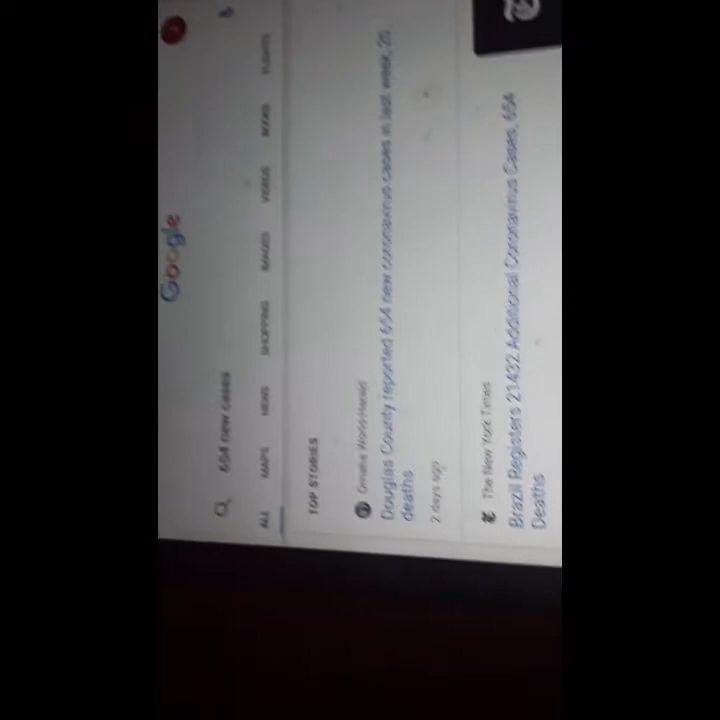 Google
654 new cases
ALL MAPS NEWS SHOPPING IMAGES VIDEOS BOOKS FLIGHTS
TOP STORIES
Omaha World-Herald
Douglas County reported 654 new coronavirus cases in last week, 25
deaths
2 days ago
The New York Times
Brazil Registers 21432 Additional Coronavirus Cases, 654
Deaths